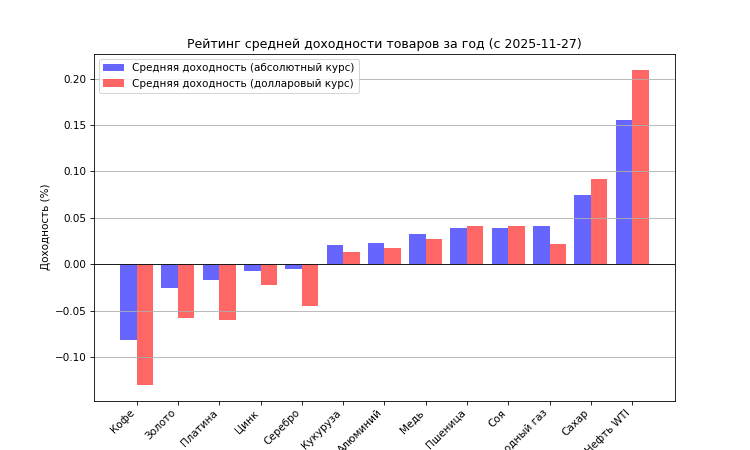 Рейтинг средней доходности товаров за год (с 2025-11-27)
Средняя доходность (абсолютный курс)
Средняя доходность (долларовый курс)
Доходность (%)
0.20
0.15
0.10
0.05
0.00
−0.05
−0.10
Кофе
Золото
Платина
Цинк
Серебро
Кукуруза
Алюминий
Медь
Пшеница
Соя
одный газ
Сахар
Нефть WTI